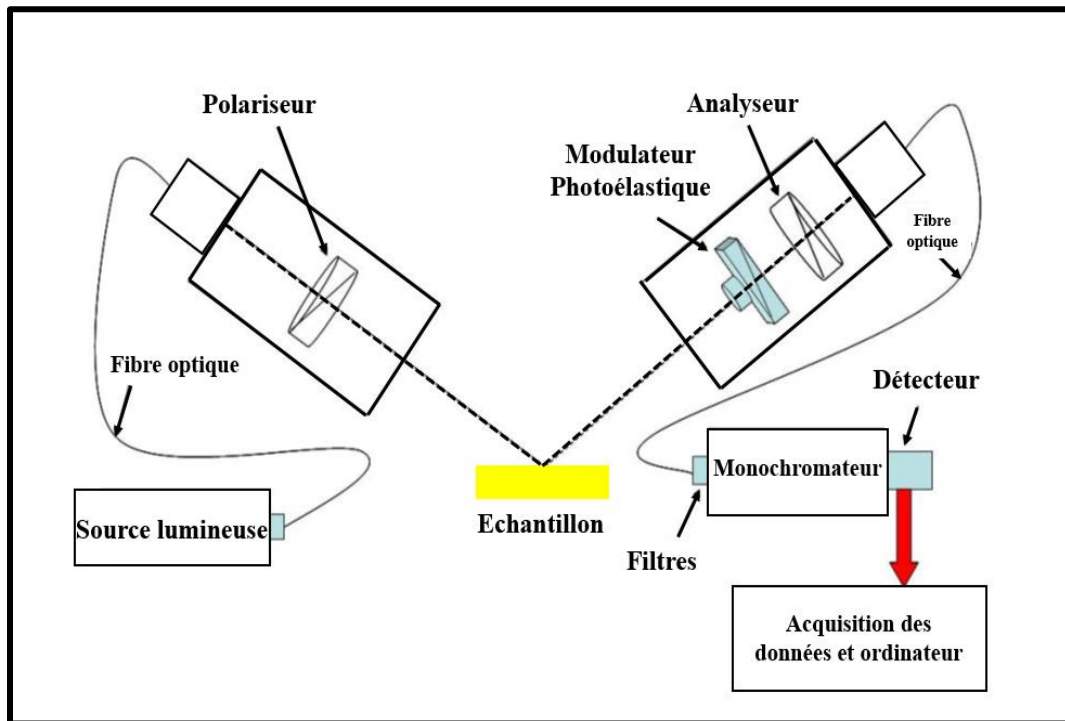 Polariseur
Analyseur
Modulateur
Photoélastique
Fibre
optique
Fibre optique
Détecteur
Monochromateur
Source lumineuse
Echantillon
Filtres
Acquisition des
données et ordinateur